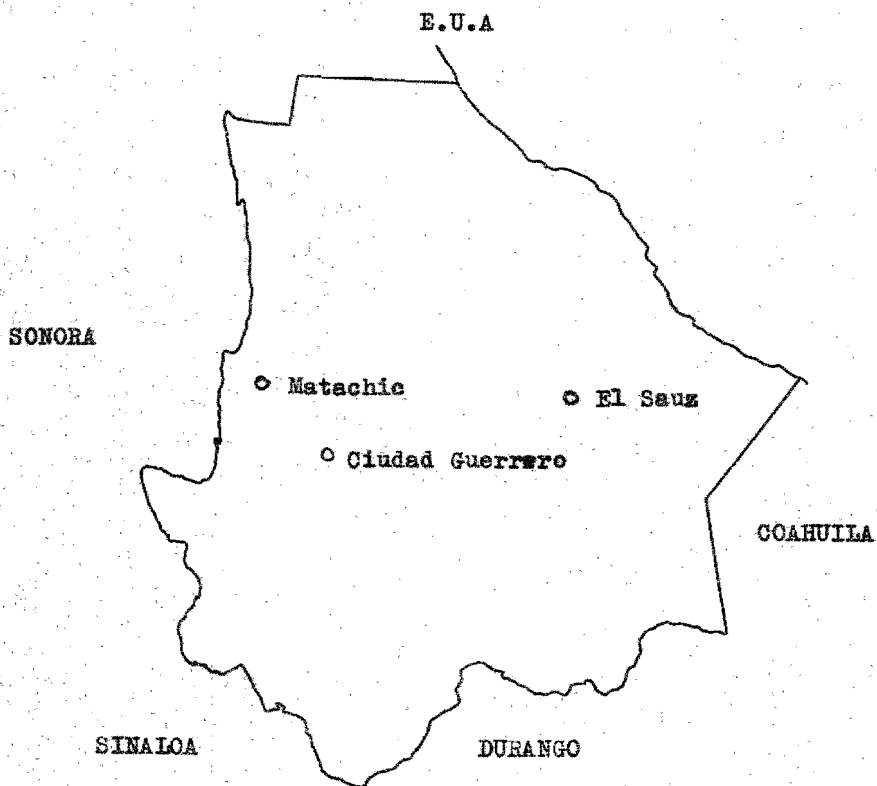 E.U.A
SONORA
Matachic
El Sauz
Ciudad Guerrero
COAHUILA
SINALOA
DURANGO